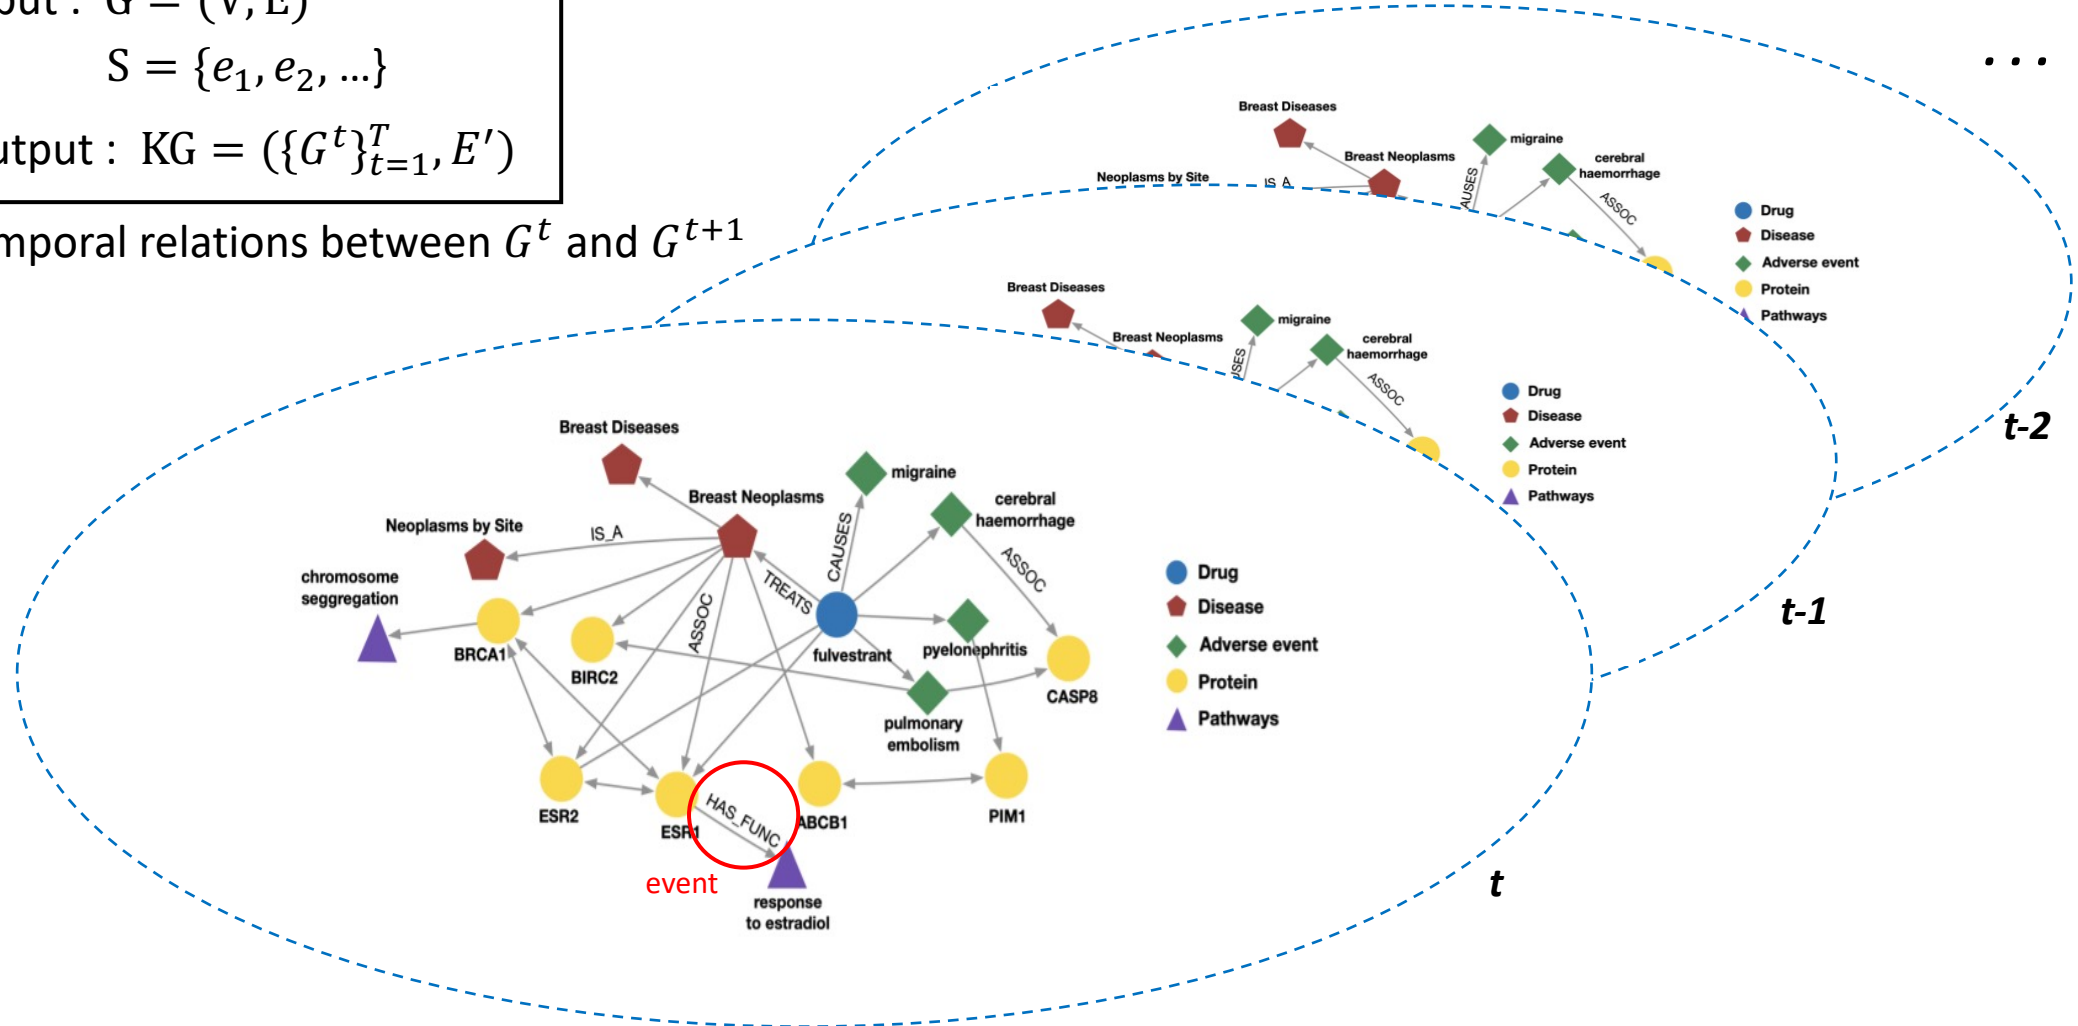 put : G = (V, E)
S = {e₁, e₂, ...}
utput : KG = ({Gᵗ}ᵀₜ₌₁, E′)
mporal relations between Gᵗ and Gᵗ⁺¹
...
Breast Diseases
migraine
Breast Neoplasms
cerebral
haemorrhage
Neoplasms by Site
IS_A
AUSES
ASSOC
Drug
Disease
Adverse event
Protein
Pathways
t-2
Breast Diseases
migraine
Breast Neoplasms
cerebral
haemorrhage
USES
ASSOC
Drug
Disease
Adverse event
Protein
Pathways
t-1
Breast Diseases
migraine
Breast Neoplasms
cerebral
haemorrhage
Neoplasms by Site
IS_A
CAUSES
ASSOC
chromosome
seggregation
TREATS
ASSOC
BRCA1
BIRC2
fulvestrant
pyelonephritis
CASP8
pulmonary
embolism
Drug
Disease
Adverse event
Protein
Pathways
ESR2
ESR1
HAS_FUNC
ABCB1
PIM1
event
response
to estradiol
t